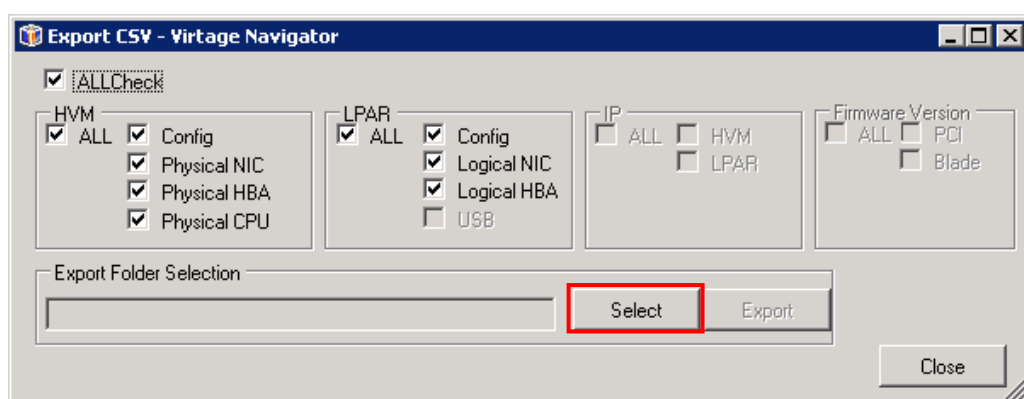 Export CSV - Virtage Navigator
ALLCheck
HVM LPAR IP Firmware Version
ALL Config ALL Config ALL HVM ALL PCI
Physical NIC Logical NIC LPAR Blade
Physical HBA Logical HBA
Physical CPU USB
Export Folder Selection
Select Export
Close